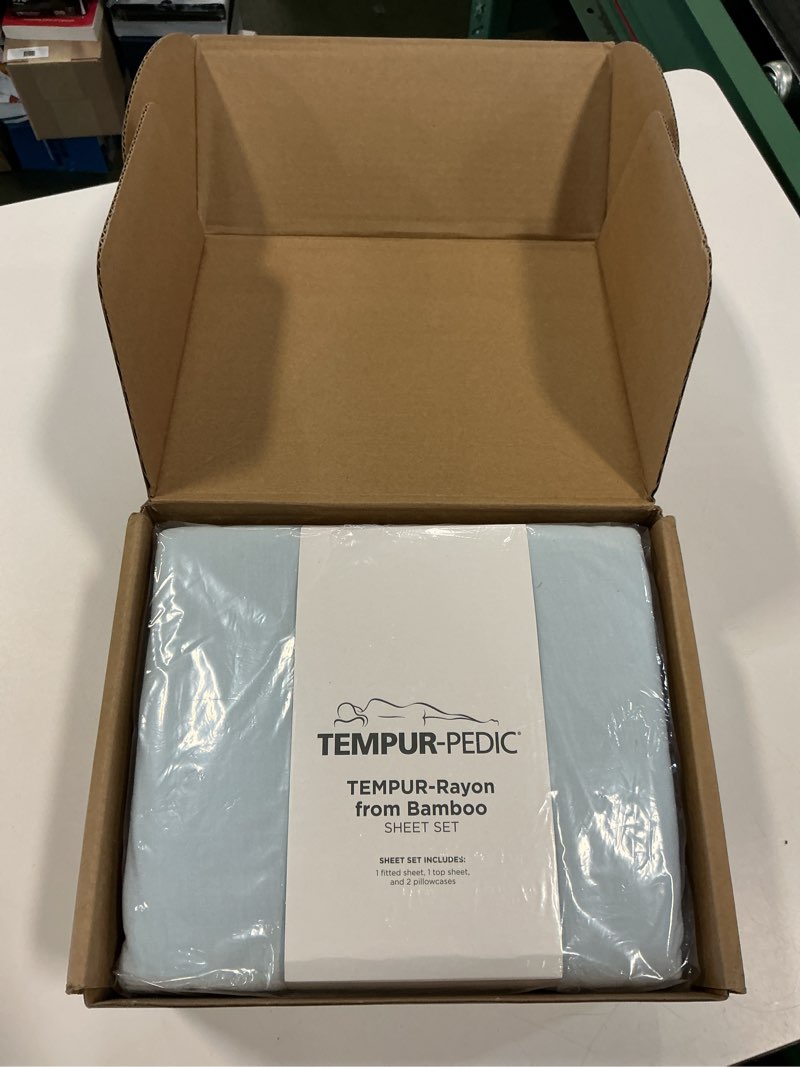 TEMPUR-PEDIC®
TEMPUR-Rayon
from Bamboo
SHEET SET
SHEET SET INCLUDES:
1 fitted sheet, 1 top sheet,
and 2 pillowcases